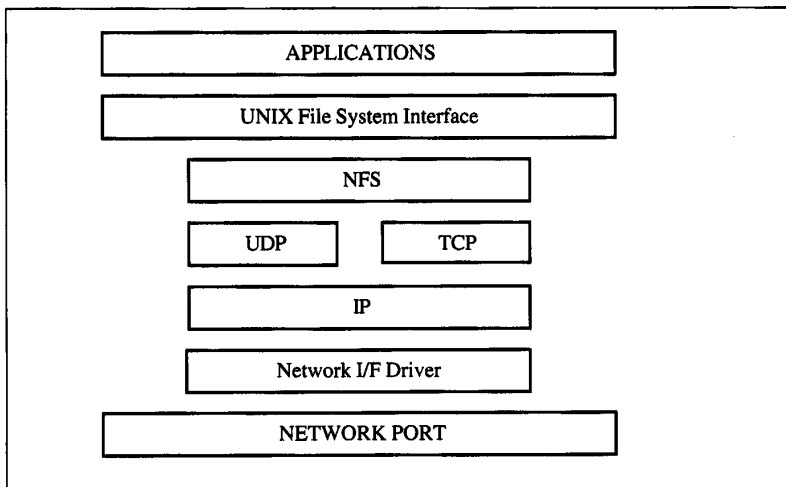 APPLICATIONS
UNIX File System Interface
NFS
UDP TCP
IP
Network I/F Driver
NETWORK PORT